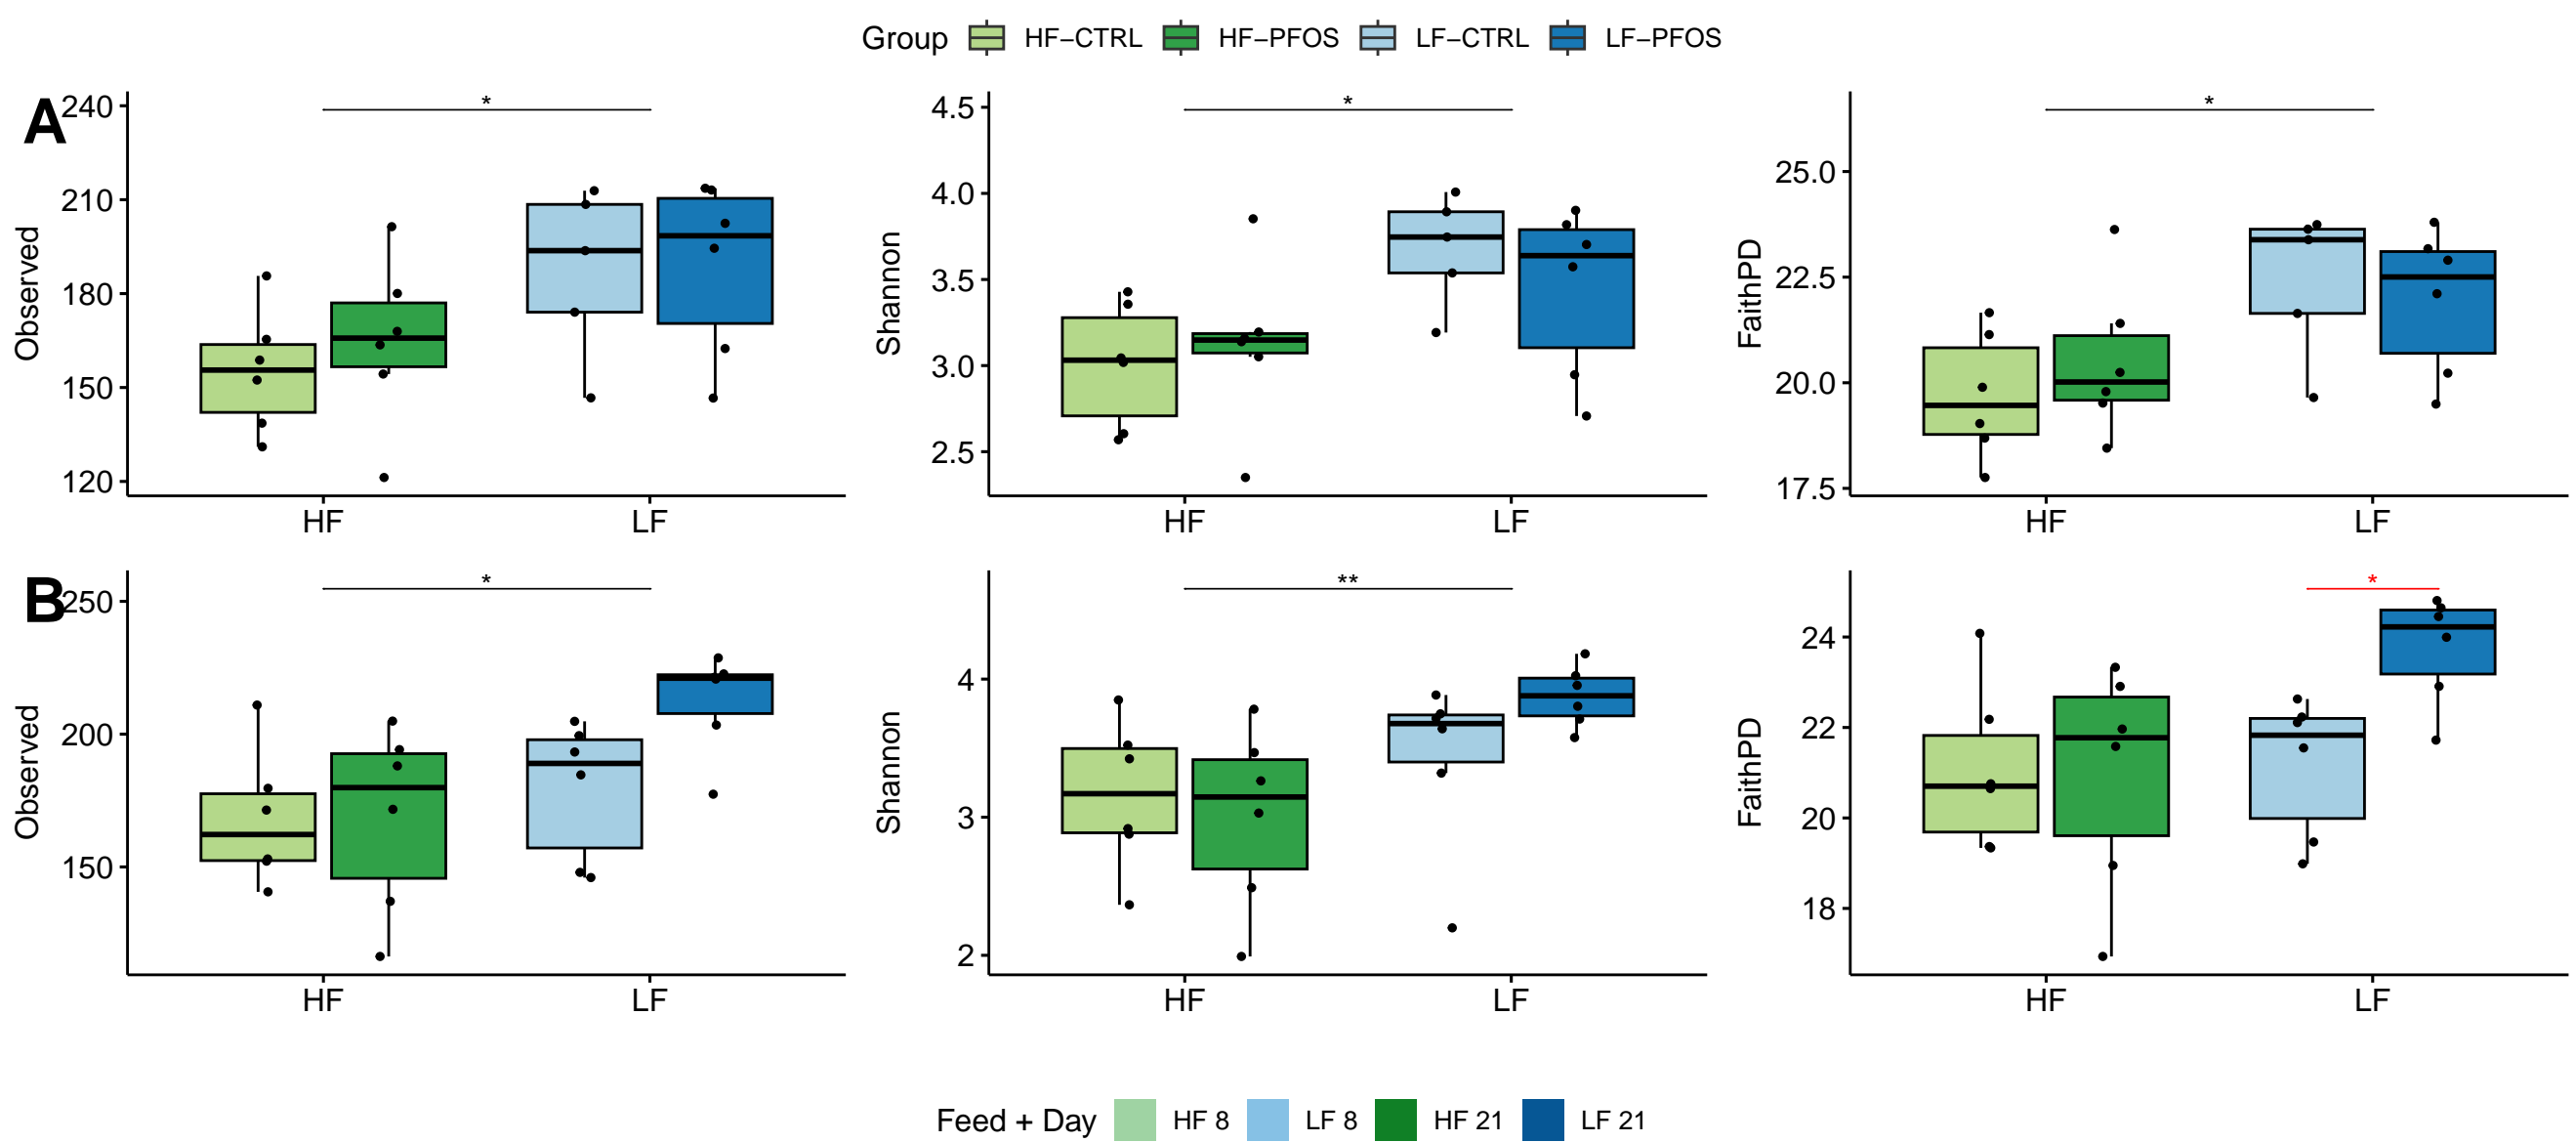 Group HF−CTRL HF−PFOS LF−CTRL LF−PFOS
A
240
210
180
150
120
Observed
*
HF LF
4.5
4.0
3.5
3.0
2.5
Shannon
*
HF LF
25.0
22.5
20.0
17.5
FaithPD
*
HF LF
B
250
200
150
Observed
*
HF LF
4
3
2
Shannon
**
HF LF
24
22
20
18
FaithPD
*
HF LF
Feed + Day HF 8 LF 8 HF 21 LF 21